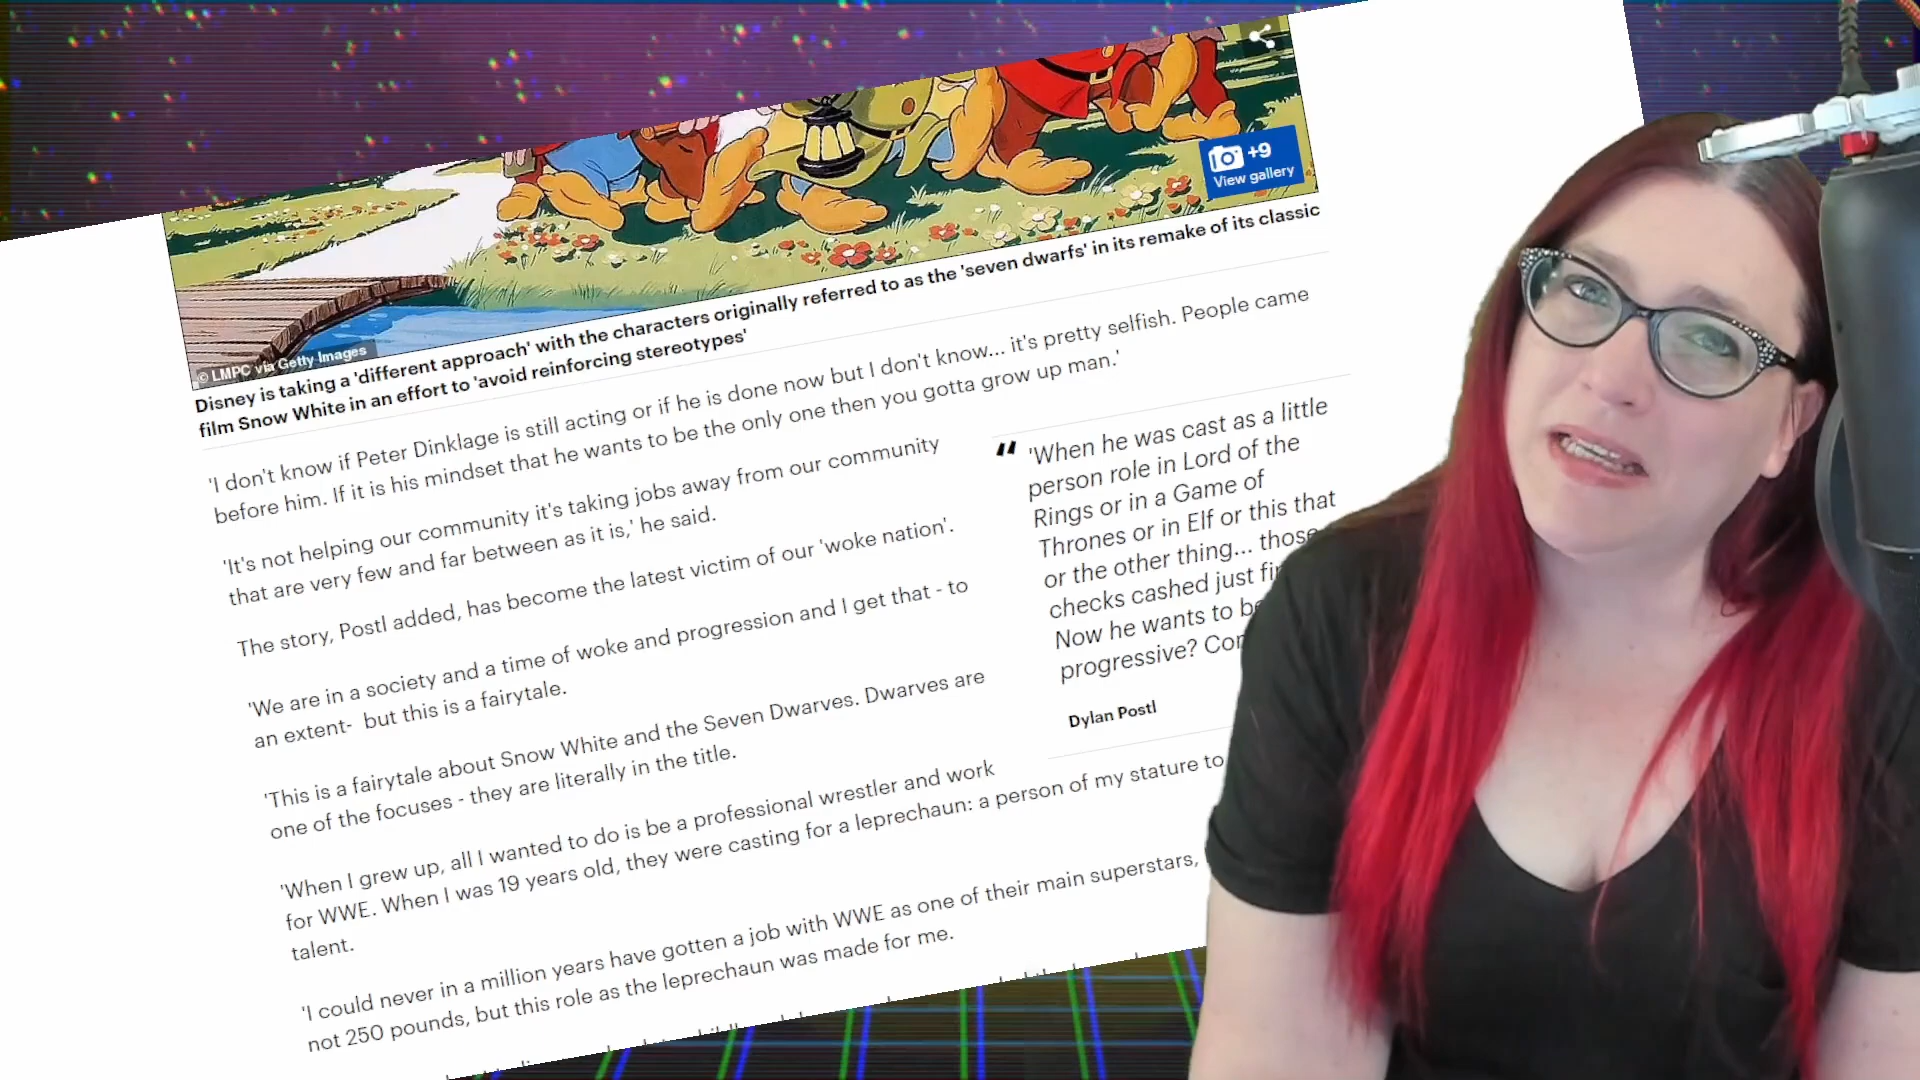 +9
View gallery
© LMPC via Getty Images
Disney is taking a 'different approach' with the characters originally referred to as the 'seven dwarfs' in its remake of its classic
film Snow White in an effort to 'avoid reinforcing stereotypes'
'I don't know if Peter Dinklage is still acting or if he is done now but I don't know... it's pretty selfish. People came
before him. If it is his mindset that he wants to be the only one then you gotta grow up man.'
'It's not helping our community it's taking jobs away from our community
that are very few and far between as it is,' he said.
The story, Postl added, has become the latest victim of our 'woke nation'.
'We are in a society and a time of woke and progression and I get that - to
an extent- but this is a fairytale.
'This is a fairytale about Snow White and the Seven Dwarves. Dwarves are
one of the focuses - they are literally in the title.
“ 'When he was cast as a little
person role in Lord of the
Rings or in a Game of
Thrones or in Elf or this that
or the other thing... those
checks cashed just
Now he wants to
progressive?
Dylan Postl
'When I grew up, all I wanted to do is be a professional wrestler and work
for WWE. When I was 19 years old, they were casting for a leprechaun: a person of my stature to
talent.
'I could never in a million years have gotten a job with WWE as one of their main superstars,
not 250 pounds, but this role as the leprechaun was made for me.